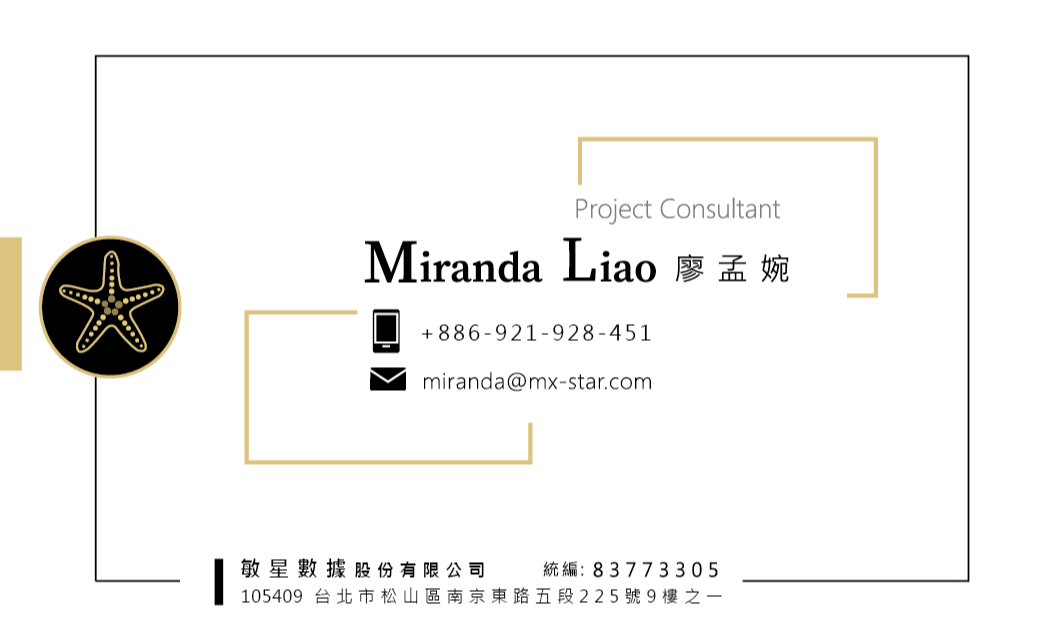 Project Consultant
Miranda Liao 廖孟婉
+886-921-928-451
miranda@mx-star.com
敏星數據股份有限公司 統編: 83773305
105409 台北市松山區南京東路五段225號9樓之一